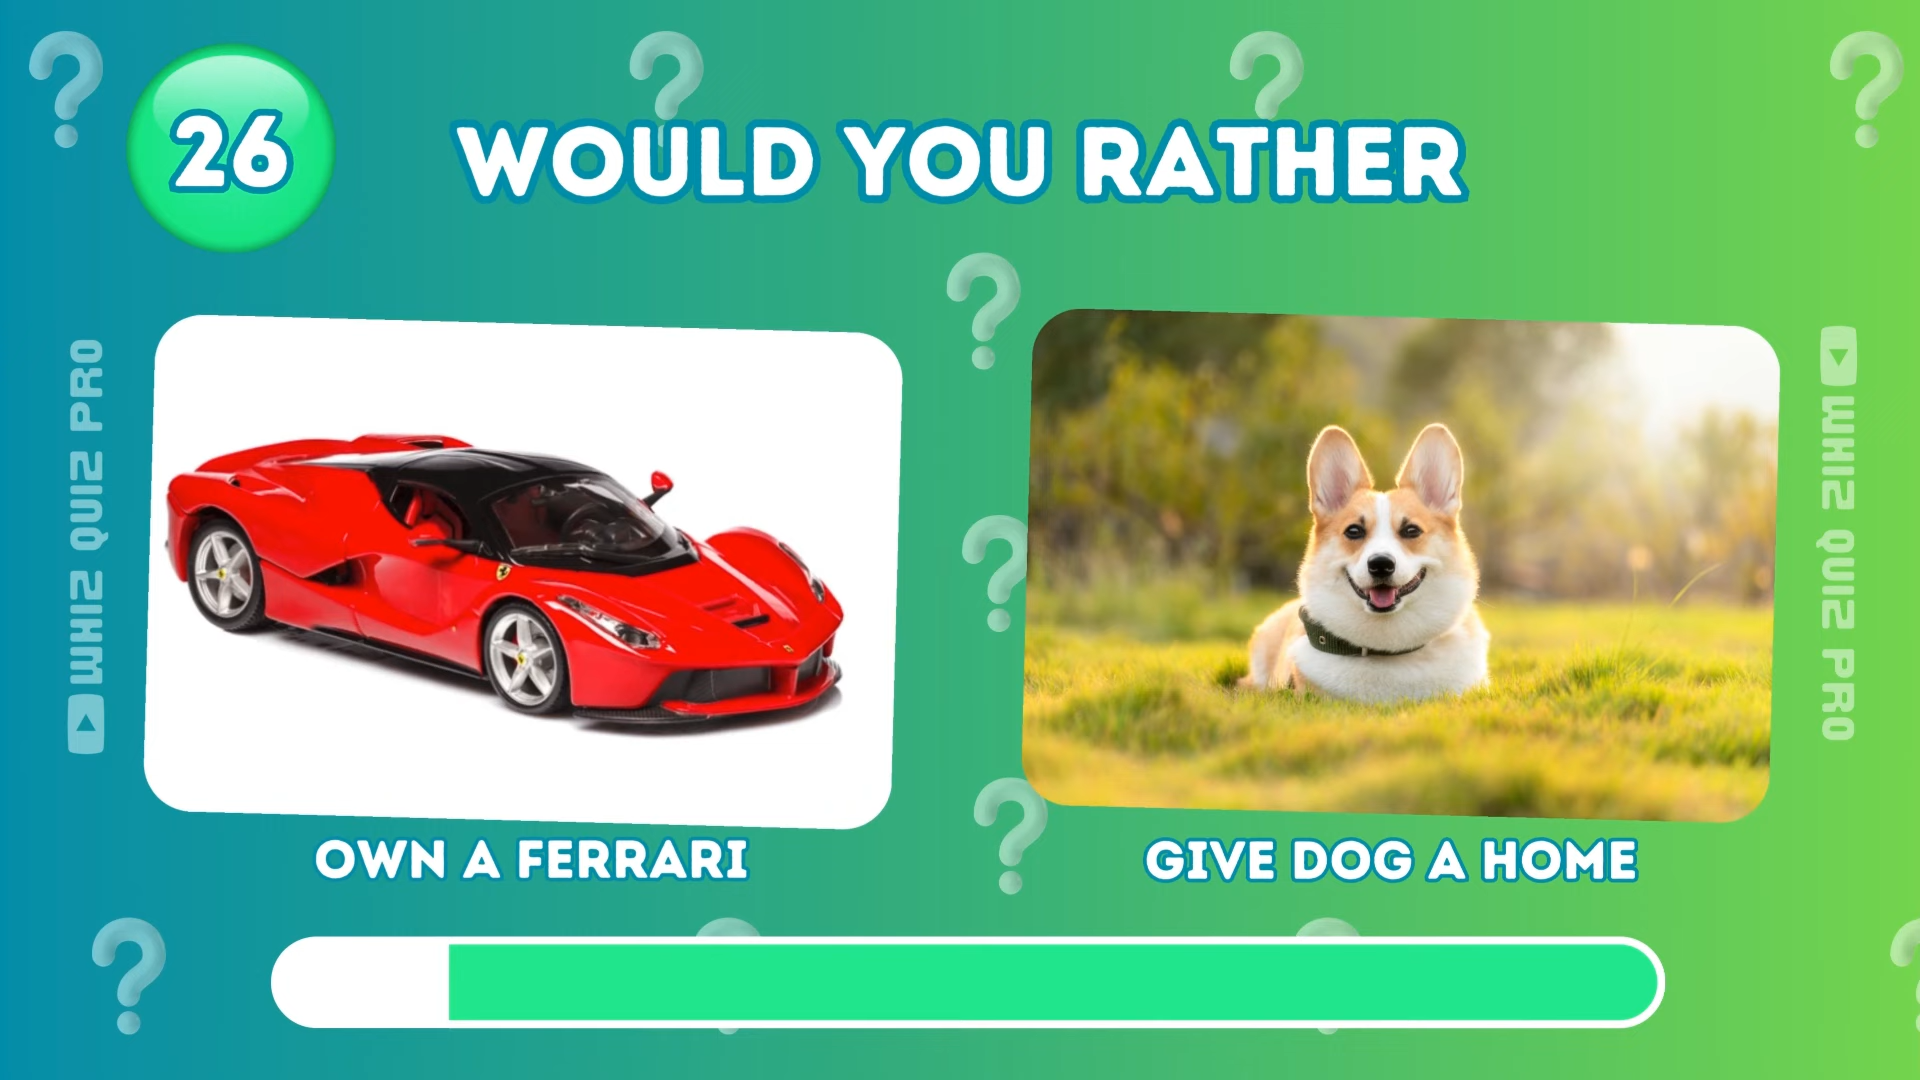 26
WOULD YOU RATHER
WHIZ QUIZ PRO
WHIZ QUIZ PRO
OWN A FERRARI
GIVE DOG A HOME